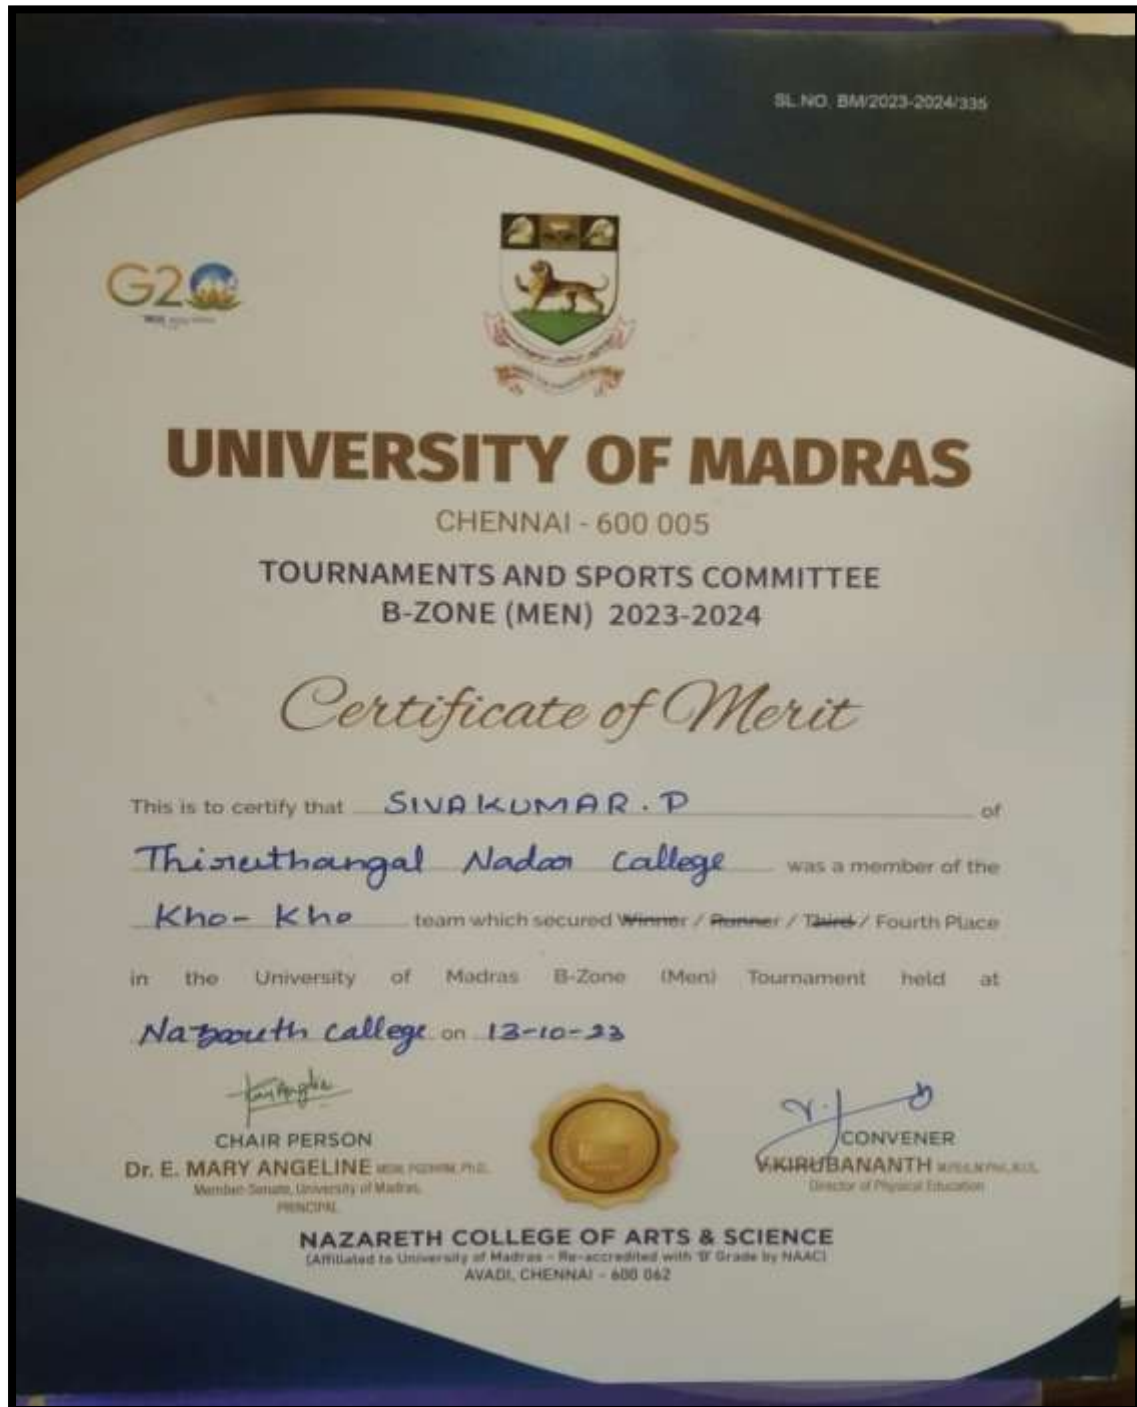 SL.NO. BM/2023-2024/335
G20
UNIVERSITY OF MADRAS
CHENNAI - 600 005
TOURNAMENTS AND SPORTS COMMITTEE
B-ZONE (MEN) 2023-2024
Certificate of Merit
This is to certify that SIVAKUMAR. P of
Thiruthangal Nadar College was a member of the
Kho-Kho team which secured Winner / Runner / Third / Fourth Place
in the University of Madras B-Zone (Men) Tournament held at
Nazareth College on 13-10-23
CHAIR PERSON
Dr. E. MARY ANGELINE
Member-Senate, University of Madras,
PRINCIPAL
CONVENER
V.KIRUBANANTH
Director of Physical Education
NAZARETH COLLEGE OF ARTS & SCIENCE
(Affiliated to University of Madras - Re-accredited with 'B' Grade by NAAC)
AVADI, CHENNAI - 600 062